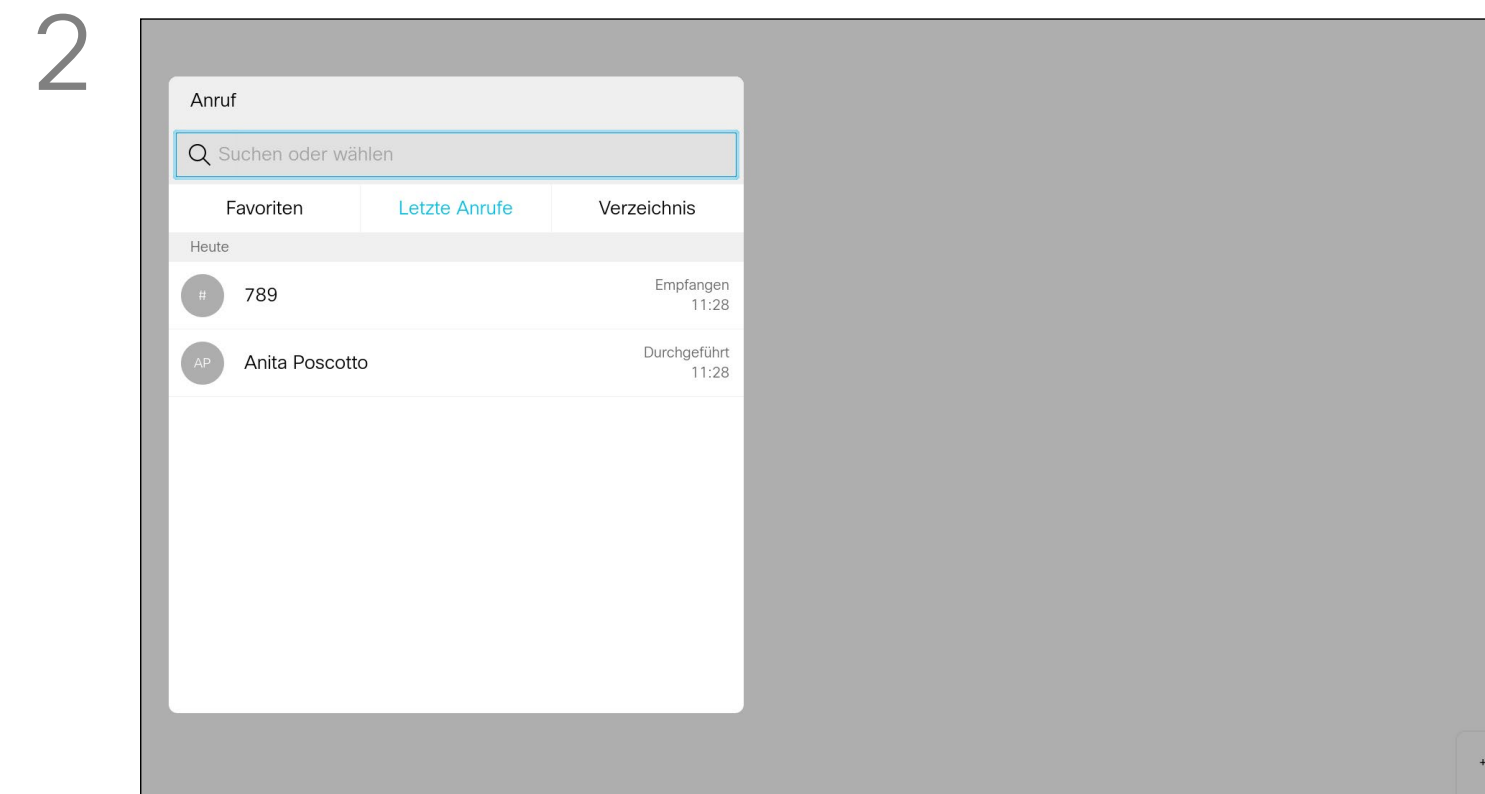 2
Anruf
Suchen oder wählen
Favoriten Letzte Anrufe Verzeichnis
Heute
# 789 Empfangen
11:28
AP Anita Poscotto Durchgeführt
11:28
+